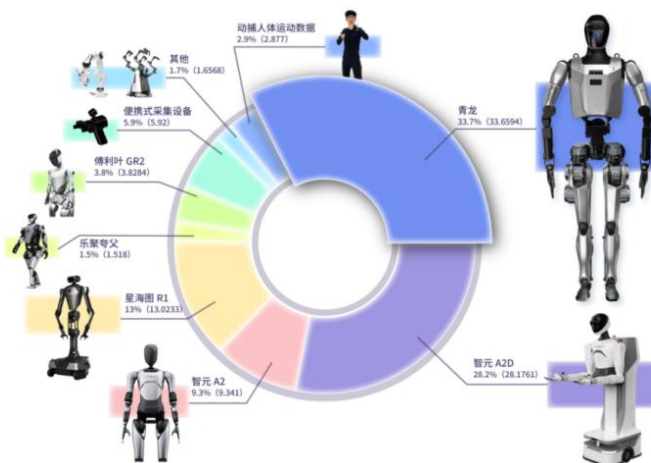 动捕人体运动数据
2.9%（2.877）
其他
1.7%（1.6568）
便携式采集设备
5.9%（5.92）
傅利叶 GR2
3.8%（3.8284）
乐聚夸父
1.5%（1.518）
星海图 R1
13%（13.0233）
智元 A2
9.3%（9.341）
智元 A2D
28.2%（28.1761）
青龙
33.7%（33.6594）